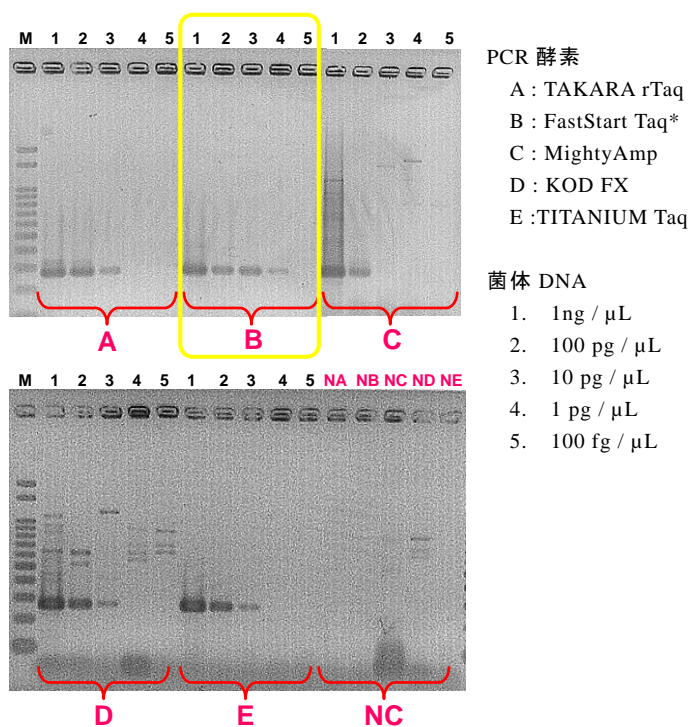 M 1 2 3 4 5 1 2 3 4 5 1 2 3 4 5
A B C
M 1 2 3 4 5 1 2 3 4 5 NA NB NC ND NE
D E NC
PCR 酵素
A : TAKARA rTaq
B : FastStart Taq*
C : MightyAmp
D : KOD FX
E :TITANIUM Taq
菌体 DNA
1. 1ng / µL
2. 100 pg / µL
3. 10 pg / µL
4. 1 pg / µL
5. 100 fg / µL